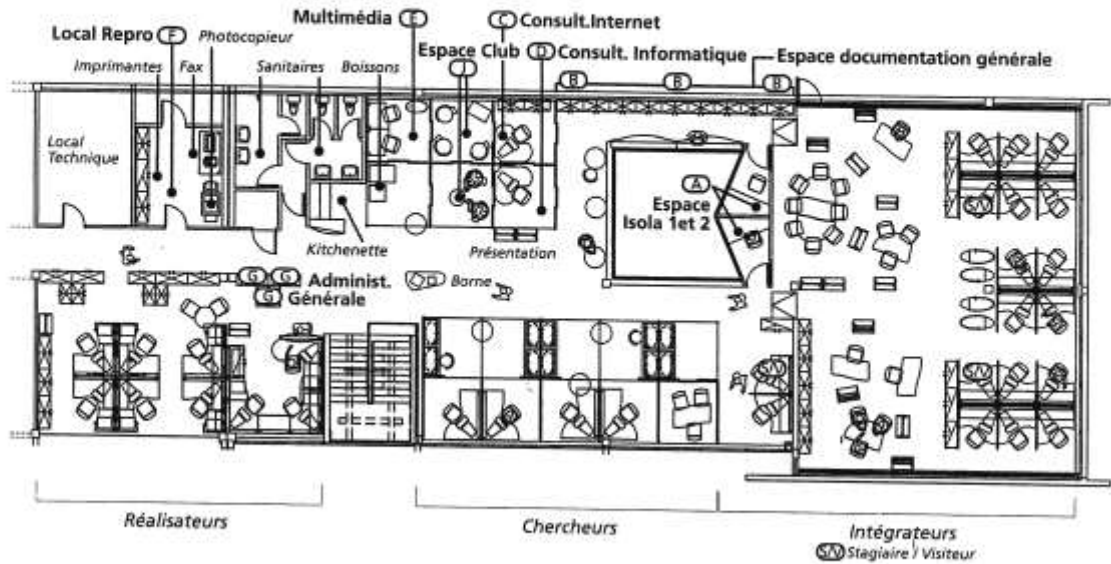 Multimédia E
C Consult.Internet
Local Repro F
Photocopieur
Espace Club
J
D Consult. Informatique
Espace documentation générale
Imprimantes
Fax
Sanitaires
Boissons
B
B
B
Local
Technique
A
Espace
Isola 1et 2
Kitchenette
Présentation
G
G
Administ.
G
Générale
Borne
S/V
S/V
S/V
Réalisateurs
Chercheurs
Intégrateurs
S/V Stagiaire / Visiteur